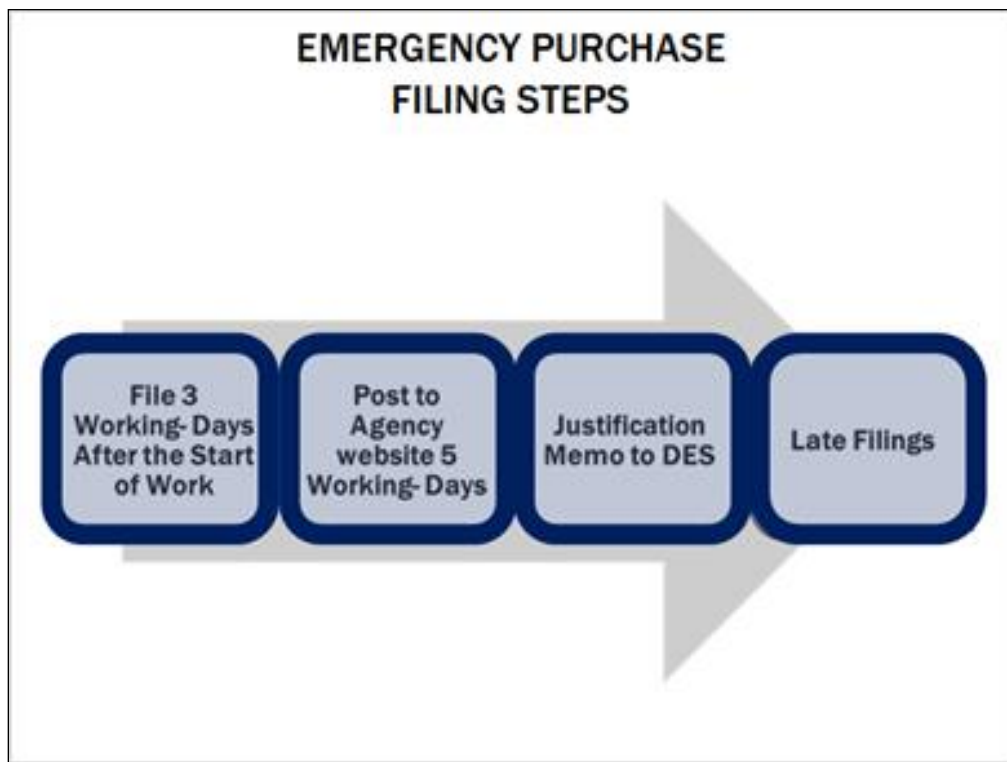 EMERGENCY PURCHASE
FILING STEPS
File 3
Working- Days
After the Start
of Work
Post to
Agency
website 5
Working- Days
Justification
Memo to DES
Late Filings